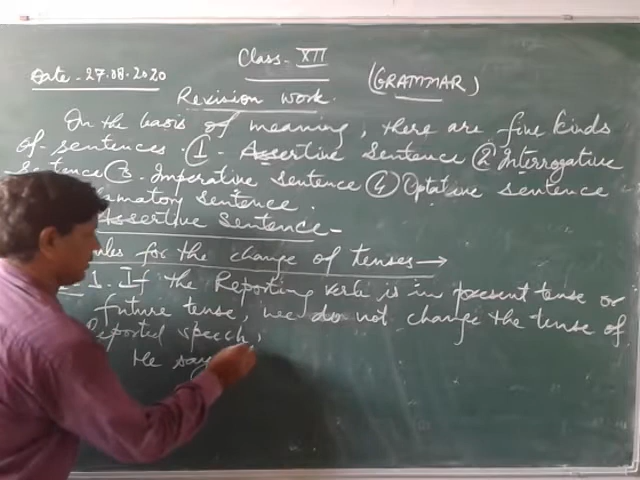 Class - XII
Date - 27.08.2020
(GRAMMAR)
Revision work.
On the basis of meaning, there are five kinds
of sentences. ① - Assertive Sentence ② Interrogative
sentence ③. Imperative sentence ④ Optative sentence
sentence.
Assertive Sentence -
for the change of tenses →
1. If the Reporting verb is in present tense or
future tense, we do not change the tense of
Reported speech,
He say